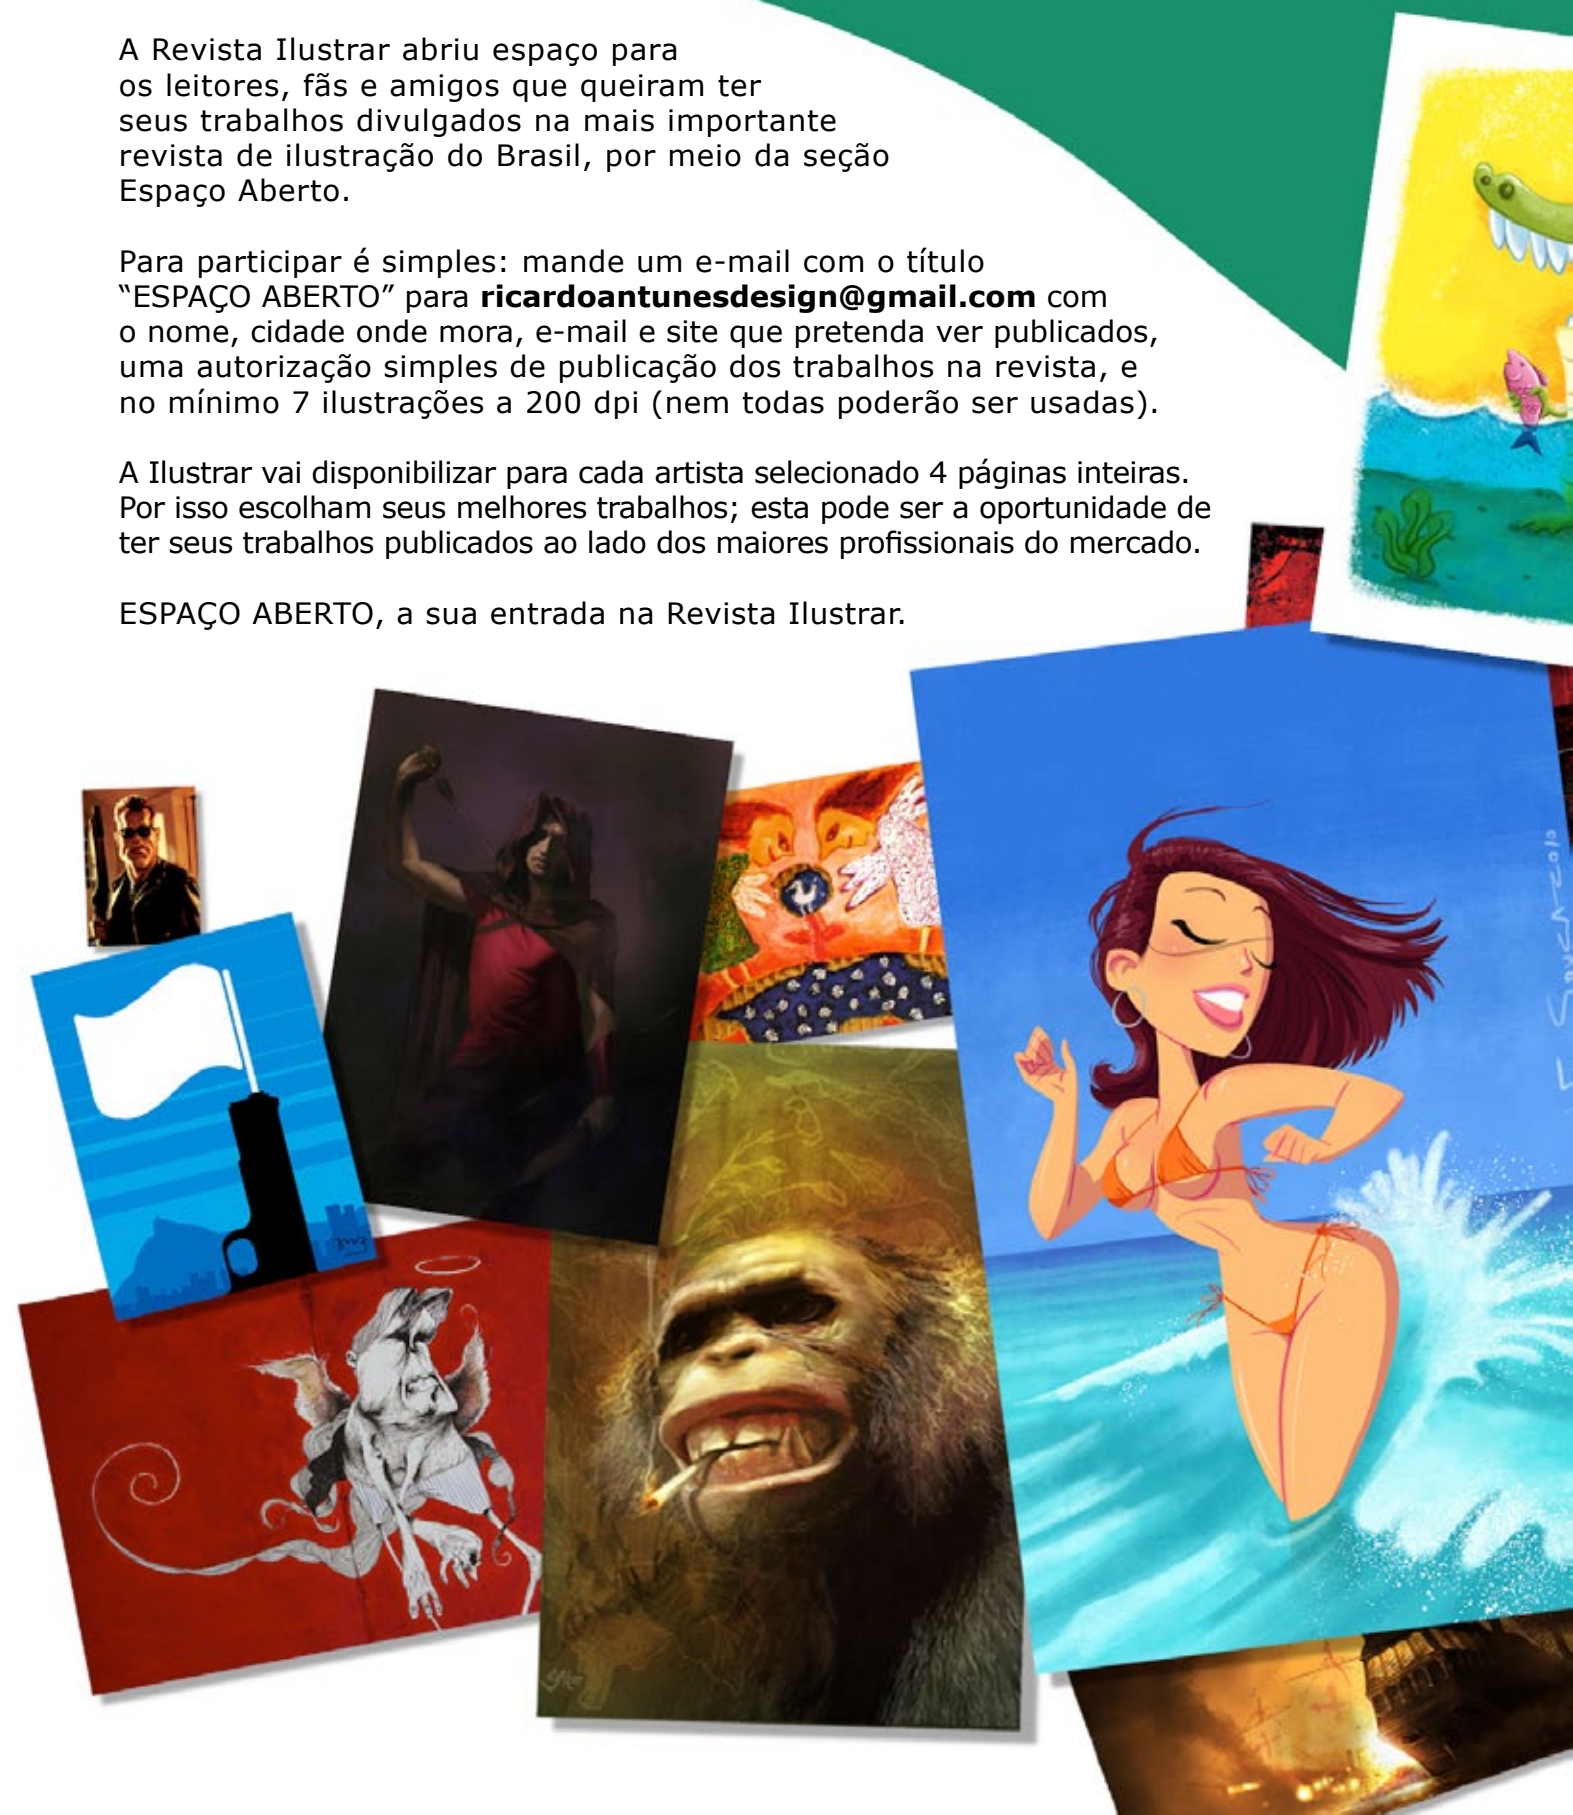 A Revista Ilustrar abriu espaço para
os leitores, fãs e amigos que queiram ter
seus trabalhos divulgados na mais importante
revista de ilustração do Brasil, por meio da seção
Espaço Aberto.
Para participar é simples: mande um e-mail com o título
“ESPAÇO ABERTO” para ricardoantunesdesign@gmail.com com
o nome, cidade onde mora, e-mail e site que pretenda ver publicados,
uma autorização simples de publicação dos trabalhos na revista, e
no mínimo 7 ilustrações a 200 dpi (nem todas poderão ser usadas).
A Ilustrar vai disponibilizar para cada artista selecionado 4 páginas inteiras.
Por isso escolham seus melhores trabalhos; esta pode ser a oportunidade de
ter seus trabalhos publicados ao lado dos maiores profissionais do mercado.
ESPAÇO ABERTO, a sua entrada na Revista Ilustrar.